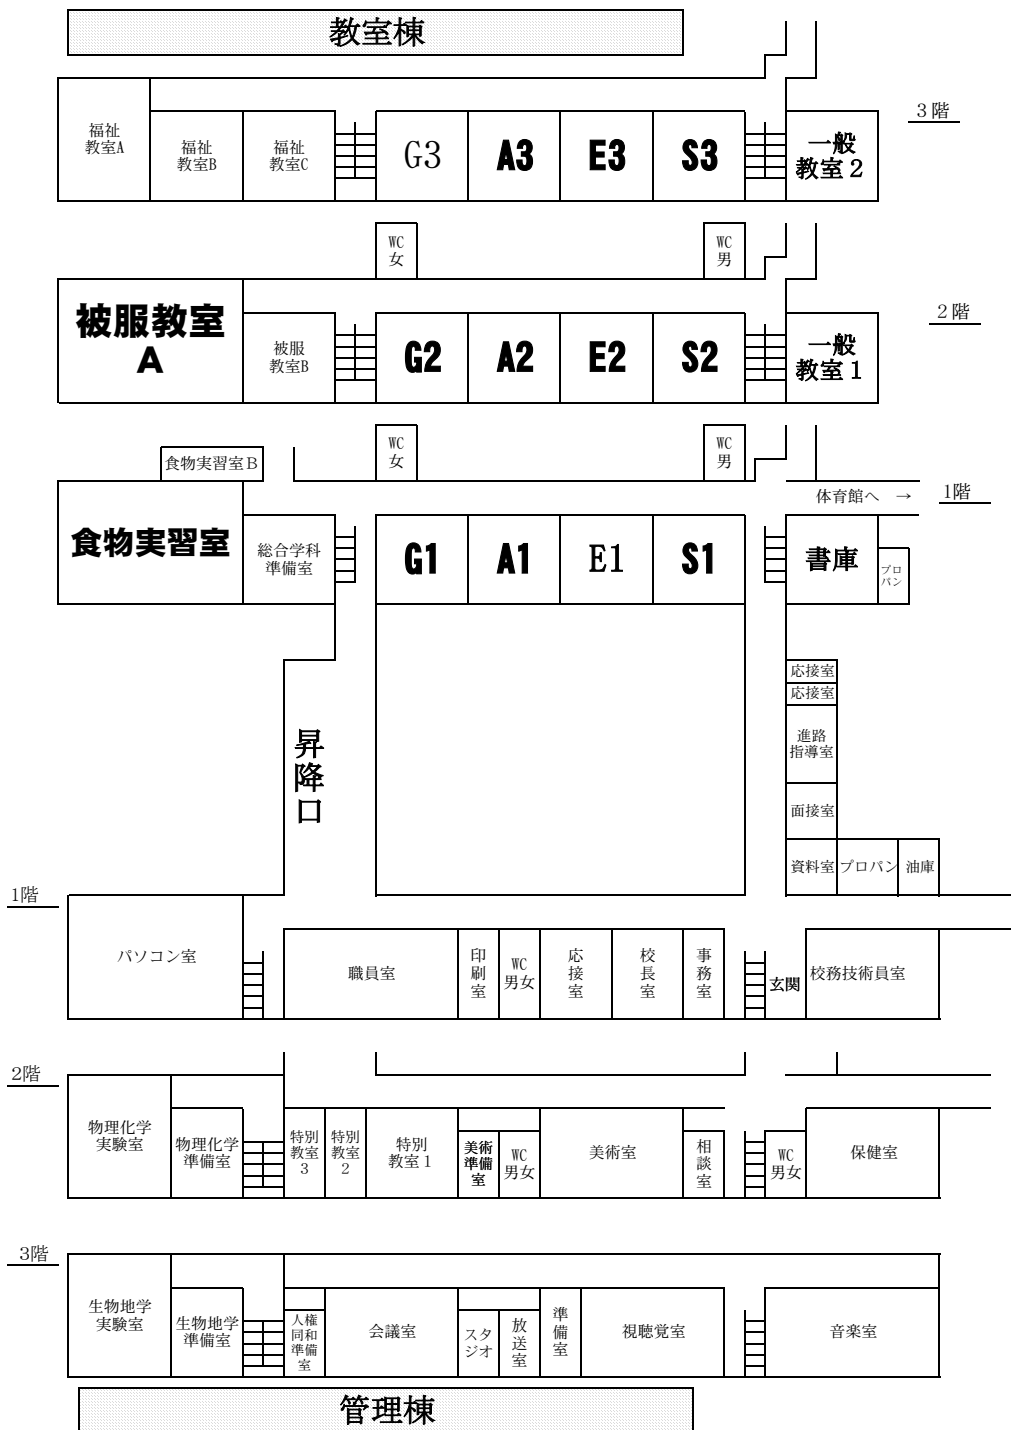 教室棟
3階
福祉
教室A
福祉
教室B
福祉
教室C
G3
A3
E3
S3
一般
教室2
WC
女
WC
男
2階
被服教室
A
被服
教室B
G2
A2
E2
S2
一般
教室1
WC
女
WC
男
食物実習室B
体育館へ →
1階
食物実習室
総合学科
準備室
G1
A1
E1
S1
書庫
プロ
パン
応接室
応接室
進路
指導室
面接室
資料室
プロパン
油庫
昇
降
口
1階
パソコン室
職員室
印
刷
室
WC
男女
応
接
室
校
長
室
事
務
室
玄関
校務技術員室
2階
物理化学
実験室
物理化学
準備室
特別
教室
3
特別
教室
2
特別
教室1
美術
準備
室
WC
男女
美術室
相
談
室
WC
男女
保健室
3階
生物地学
実験室
生物地学
準備室
人権
同和
準備
室
会議室
スタ
ジオ
放
送
室
準
備
室
視聴覚室
音楽室
管理棟